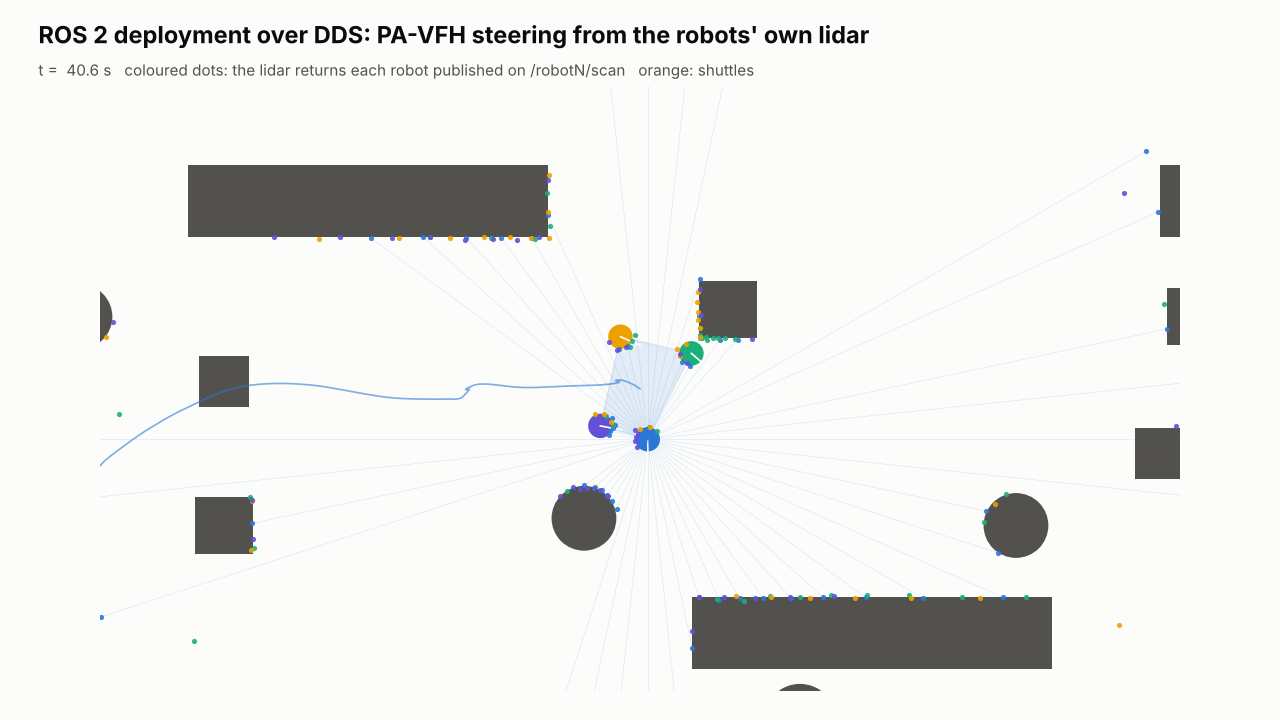 ROS 2 deployment over DDS: PA-VFH steering from the robots' own lidar
t =  40.6 s   coloured dots: the lidar returns each robot published on /robotN/scan   orange: shuttles